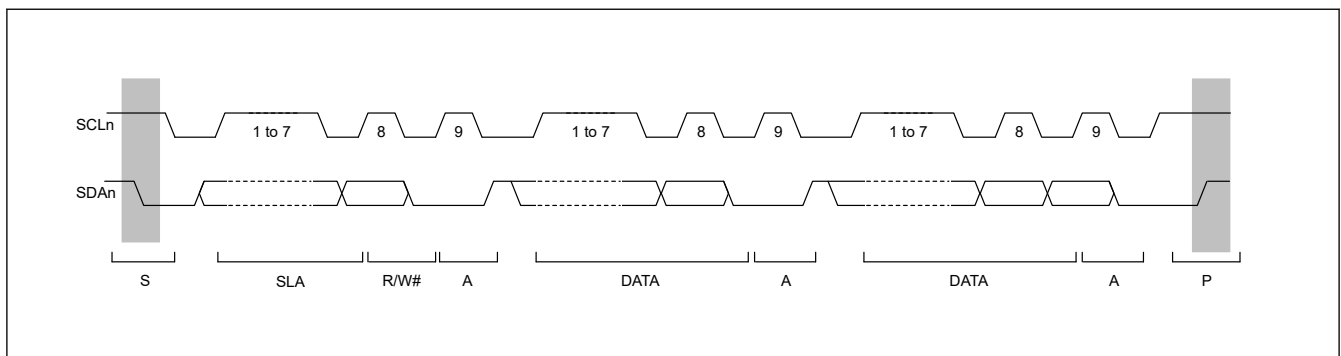 SCLn 1 to 7 8 9 1 to 7 8 9 1 to 7 8 9
SDAn
S SLA R/W# A DATA A DATA A P